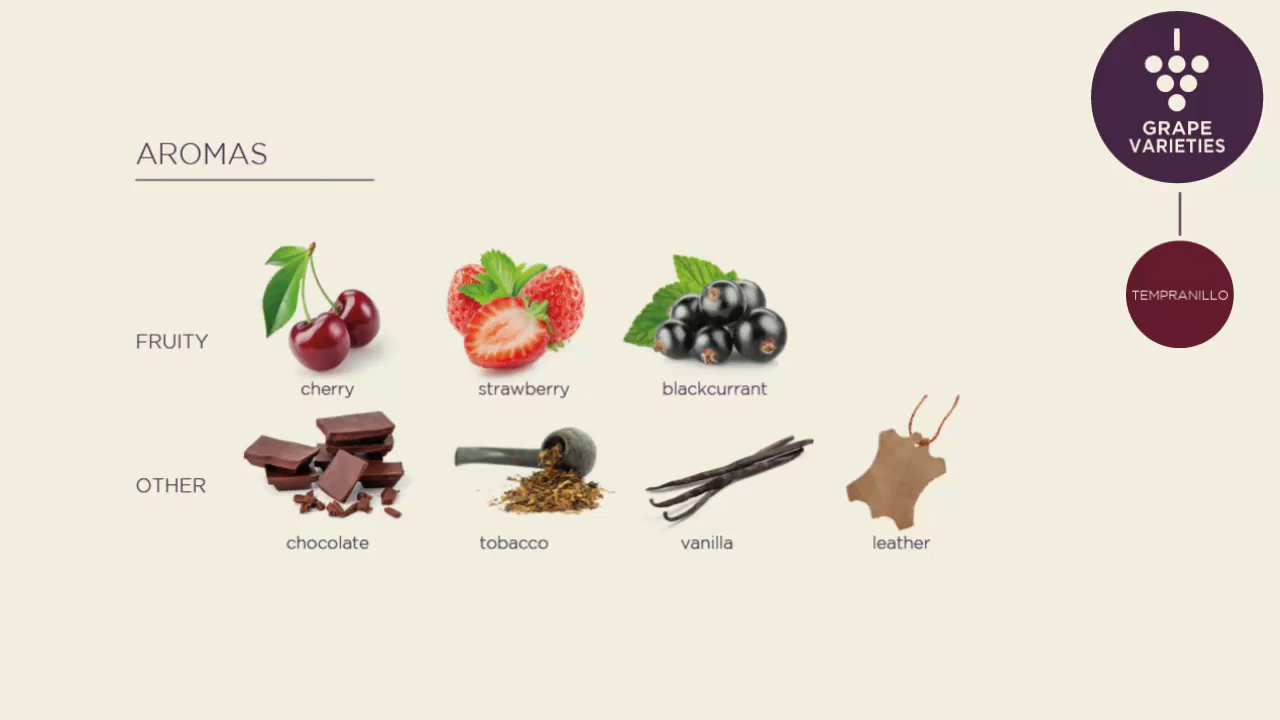 GRAPE
VARIETIES
AROMAS
TEMPRANILLO
FRUITY
cherry
strawberry
blackcurrant
OTHER
chocolate
tobacco
vanilla
leather